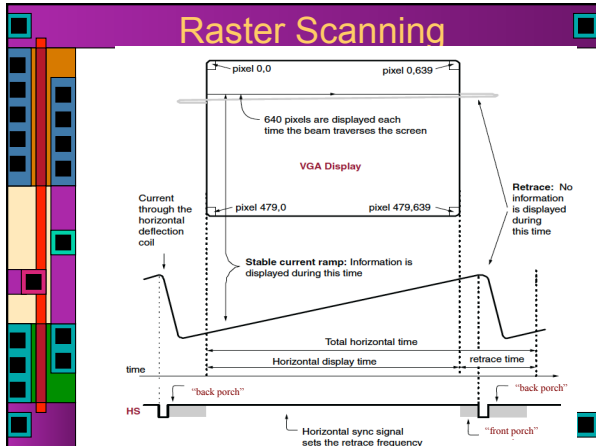 Raster Scanning
pixel 0,0
pixel 0,639
640 pixels are displayed each
time the beam traverses the screen
VGA Display
Retrace: No
information
is displayed
during
this time
Current
through the
horizontal
deflection
coil
pixel 479,0
pixel 479,639
Stable current ramp: Information is
displayed during this time
Total horizontal time
Horizontal display time
retrace time
time
“back porch”
“back porch”
HS
Horizontal sync signal
sets the retrace frequency
“front porch”